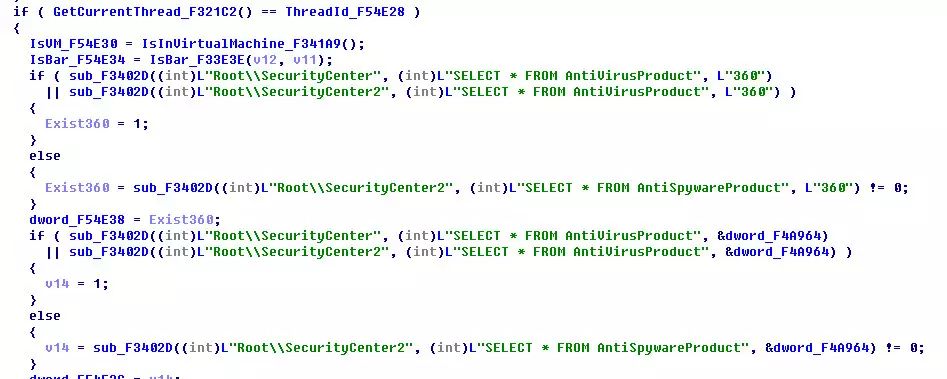 if ( GetCurrentThread_F321C2() == ThreadId_F54E28 )
{
IsVM_F54E30 = IsInVirtualMachine_F341A9();
IsBar_F54E34 = IsBar_F33E3E(v12, v11);
if ( sub_F3402D((int)L"Root\\SecurityCenter", (int)L"SELECT * FROM AntiVirusProduct", L"360")
|| sub_F3402D((int)L"Root\\SecurityCenter2", (int)L"SELECT * FROM AntiVirusProduct", L"360") )
{
Exist360 = 1;
}
else
{
Exist360 = sub_F3402D((int)L"Root\\SecurityCenter2", (int)L"SELECT * FROM AntiSpywareProduct", L"360") != 0;
}
dword_F54E38 = Exist360;
if ( sub_F3402D((int)L"Root\\SecurityCenter", (int)L"SELECT * FROM AntiVirusProduct", &dword_F4A964)
|| sub_F3402D((int)L"Root\\SecurityCenter2", (int)L"SELECT * FROM AntiVirusProduct", &dword_F4A964) )
{
v14 = 1;
}
else
{
v14 = sub_F3402D((int)L"Root\\SecurityCenter2", (int)L"SELECT * FROM AntiSpywareProduct", &dword_F4A964) != 0;
}